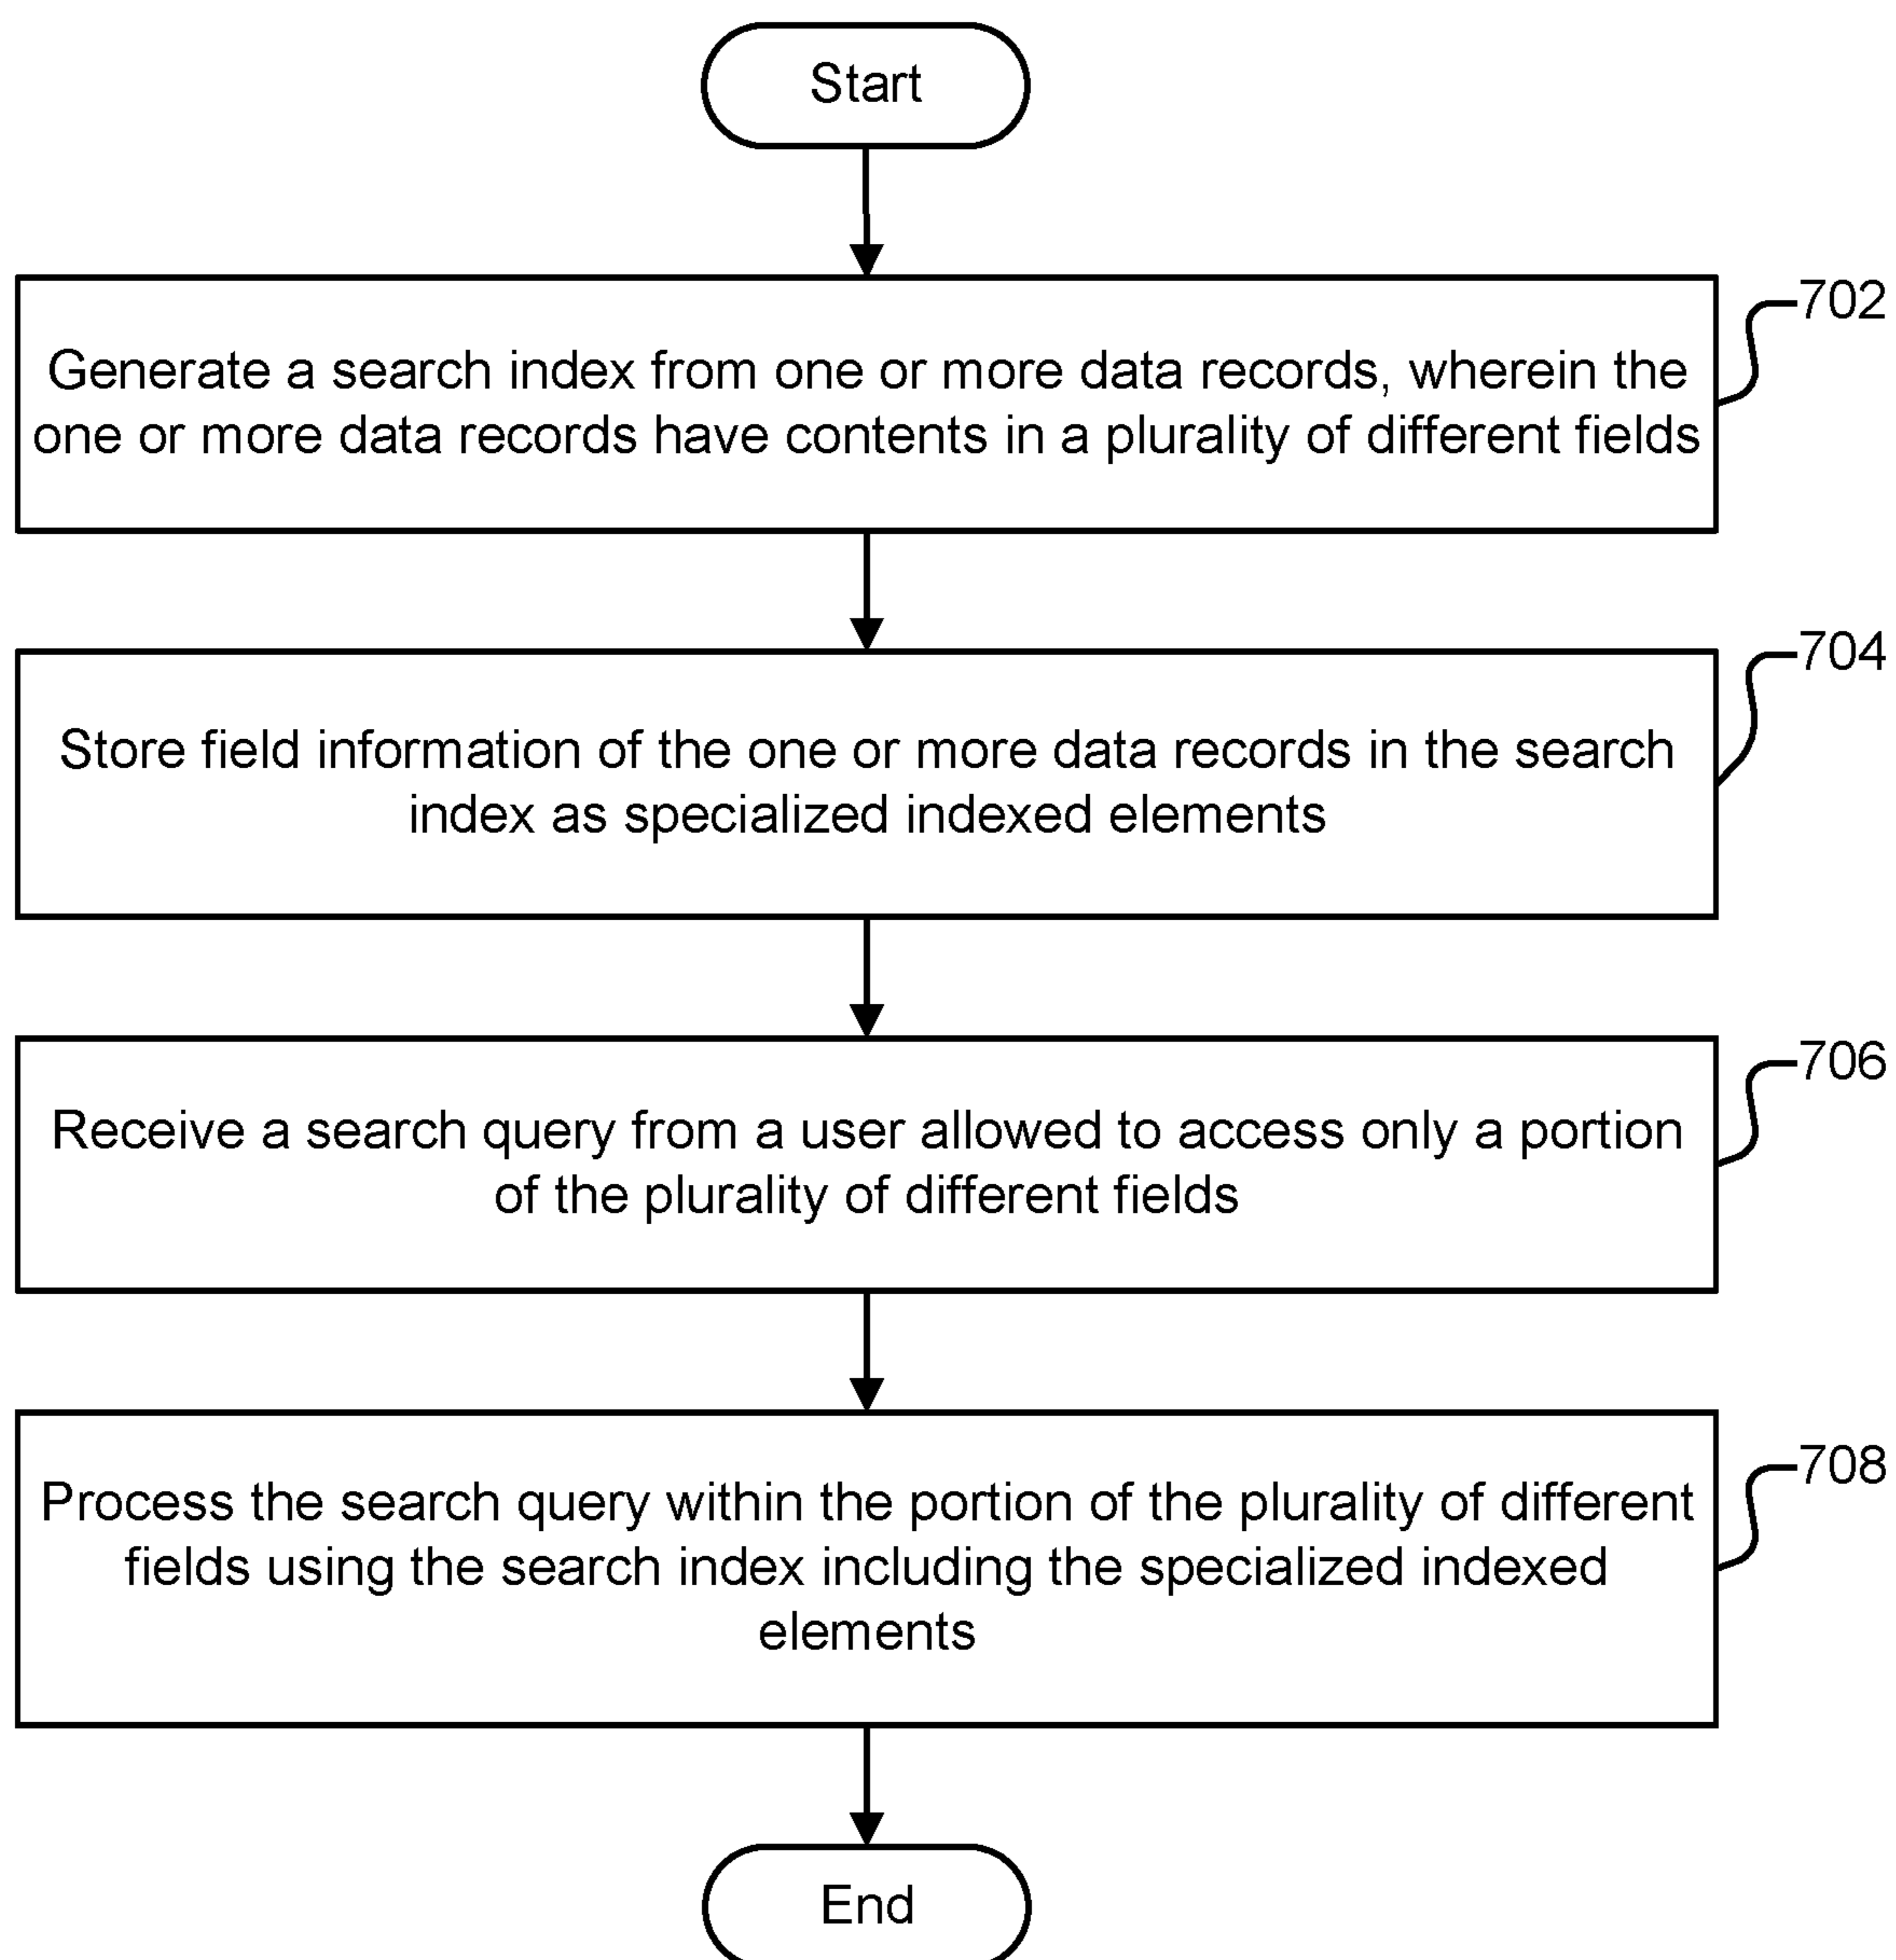 Start
702
Generate a search index from one or more data records, wherein the
one or more data records have contents in a plurality of different fields
704
Store field information of the one or more data records in the search
index as specialized indexed elements
706
Receive a search query from a user allowed to access only a portion
of the plurality of different fields
708
Process the search query within the portion of the plurality of different
fields using the search index including the specialized indexed
elements
End